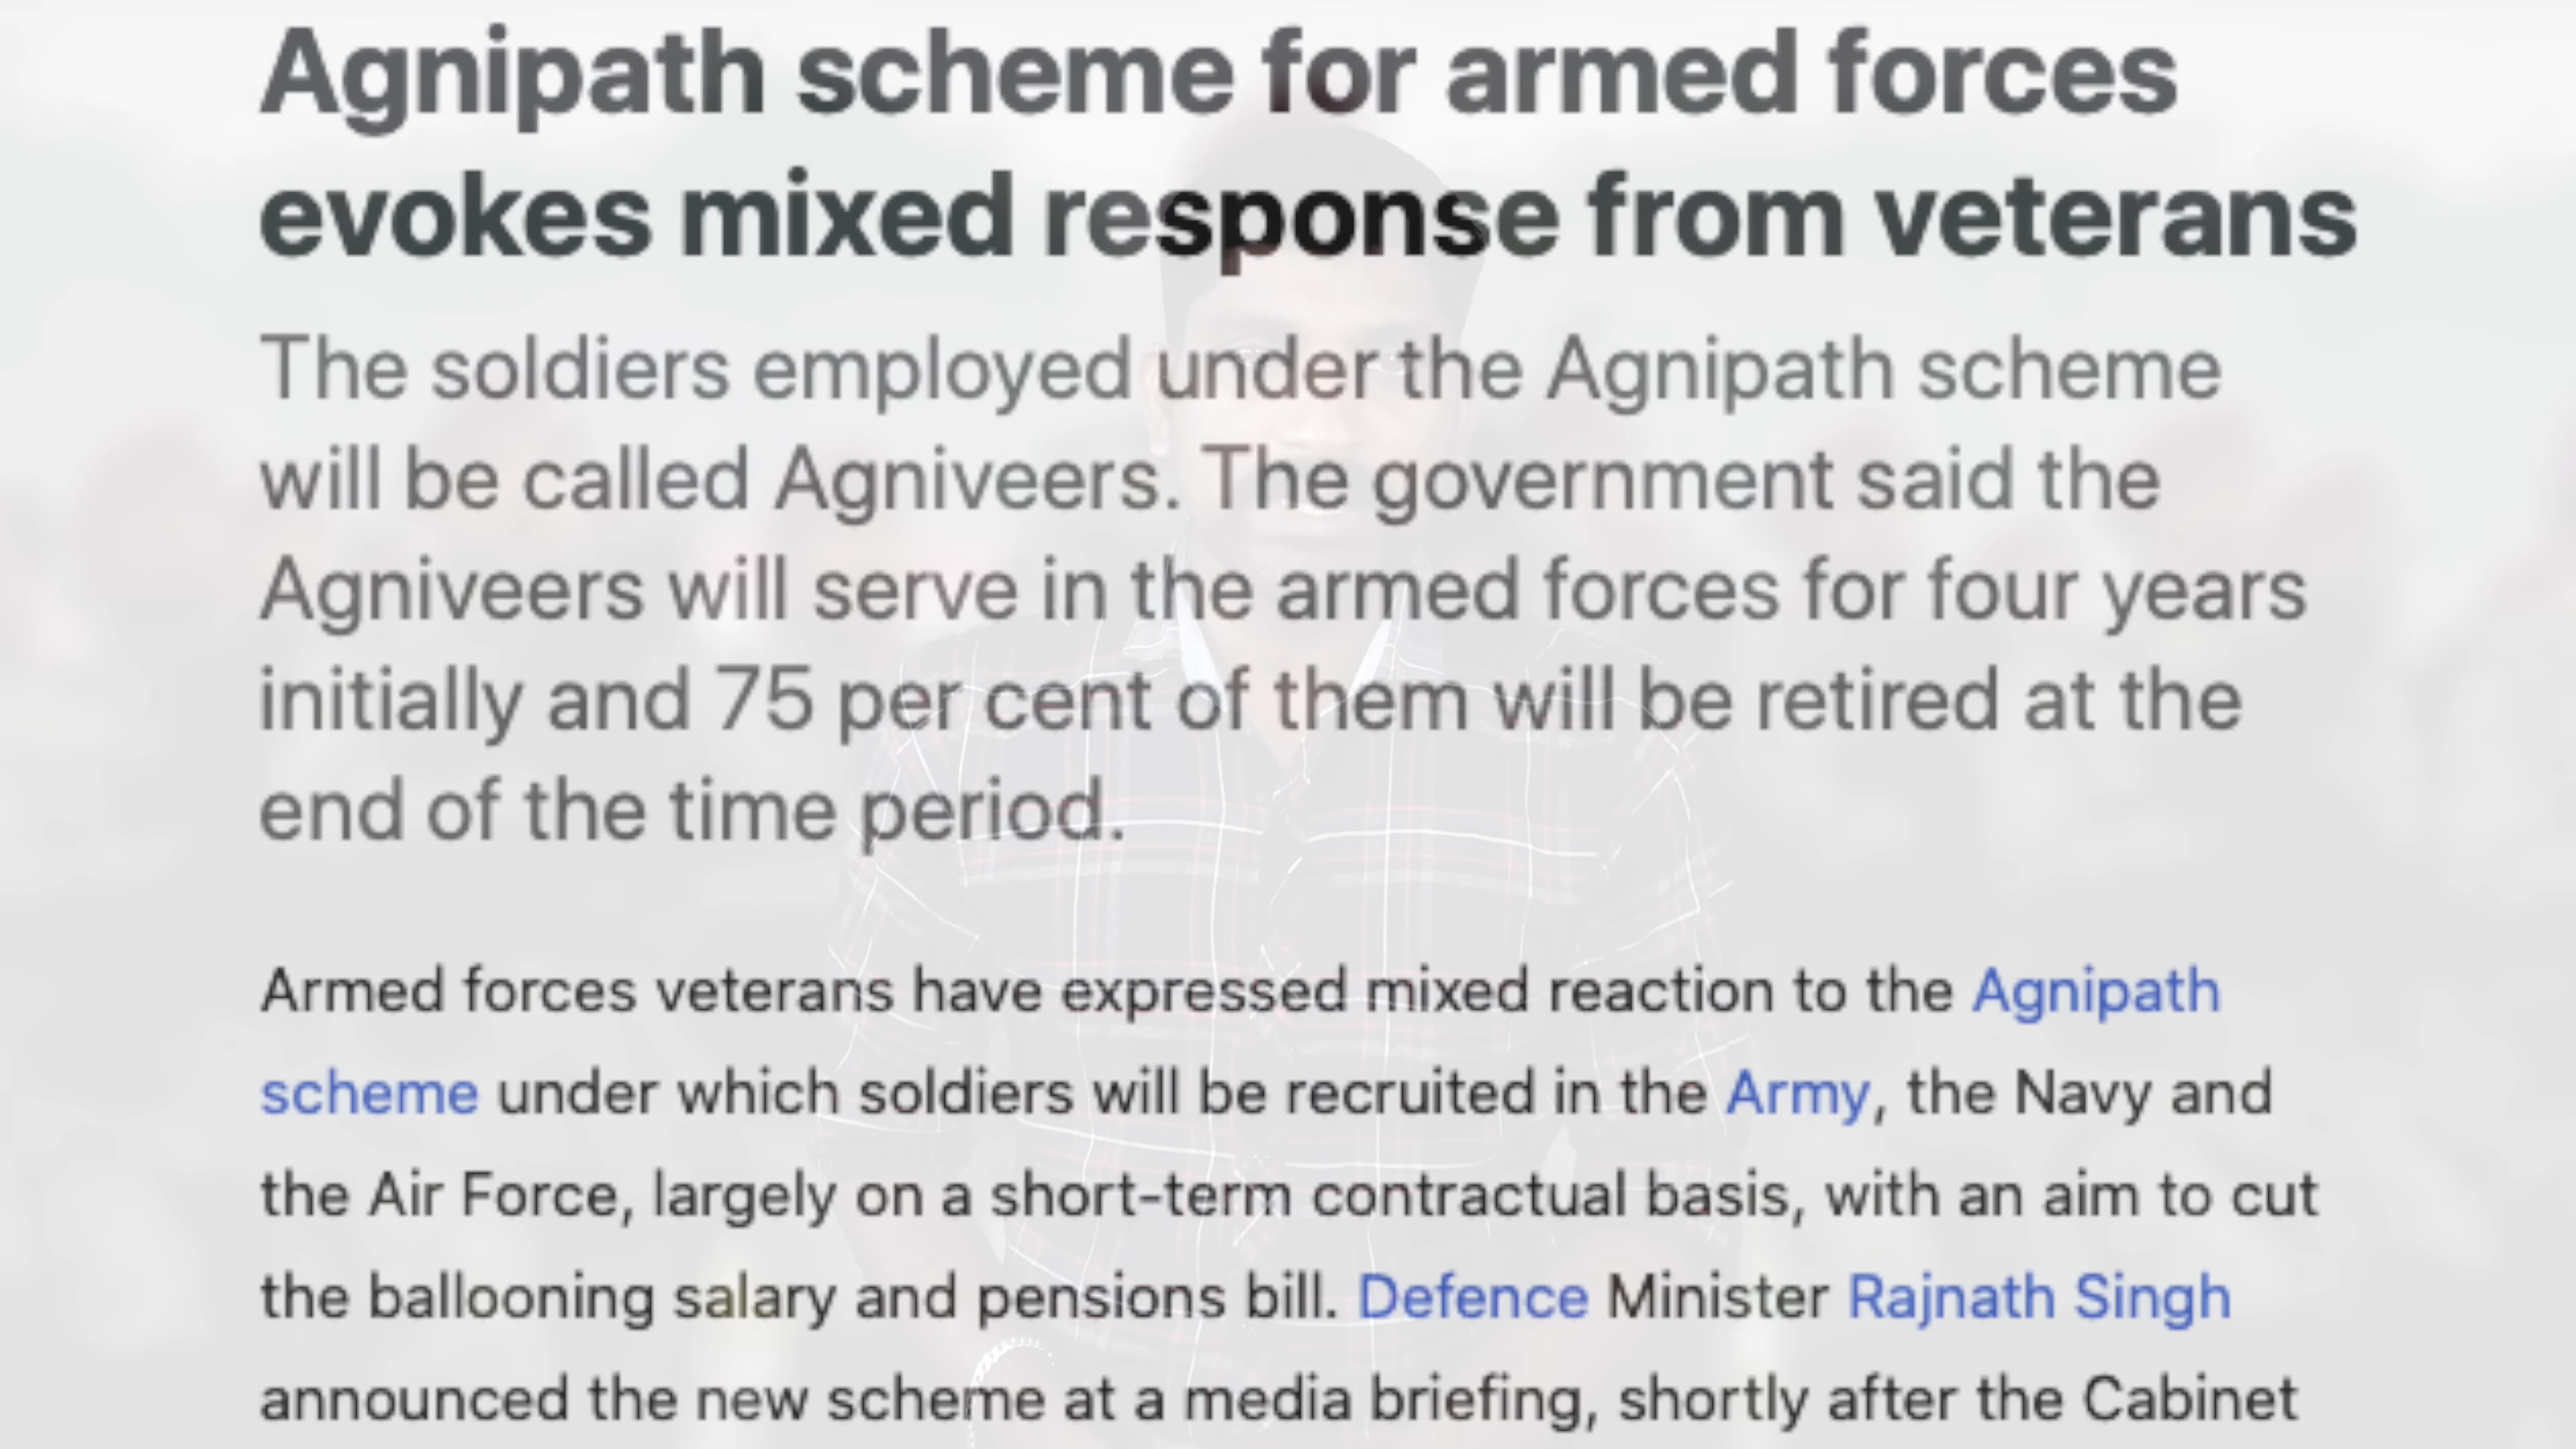 Agnipath scheme for armed forces
evokes mixed response from veterans
The soldiers employed under the Agnipath scheme
will be called Agniveers. The government said the
Agniveers will serve in the armed forces for four years
initially and 75 per cent of them will be retired at the
end of the time period.
Armed forces veterans have expressed mixed reaction to the Agnipath
scheme under which soldiers will be recruited in the Army, the Navy and
the Air Force, largely on a short-term contractual basis, with an aim to cut
the ballooning salary and pensions bill. Defence Minister Rajnath Singh
announced the new scheme at a media briefing, shortly after the Cabinet